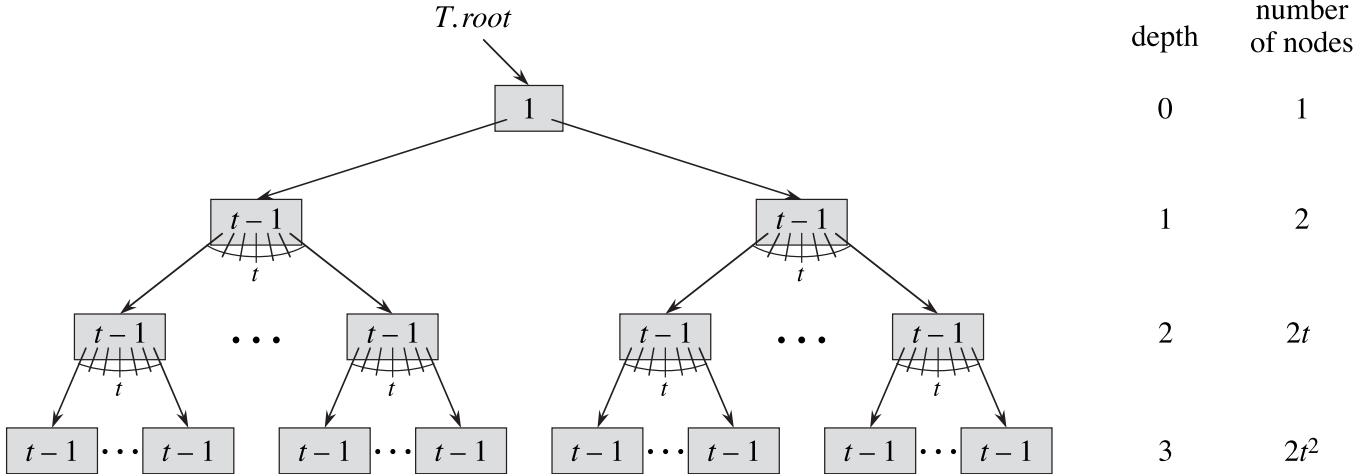 T.root
depth
number
of nodes
1
0
1
t – 1
t – 1
1
2
t
t
t – 1
...
t – 1
t – 1
...
t – 1
2
2t
t
t
t
t
t – 1 ... t – 1
t – 1 ... t – 1
t – 1 ... t – 1
t – 1 ... t – 1
3
2t²